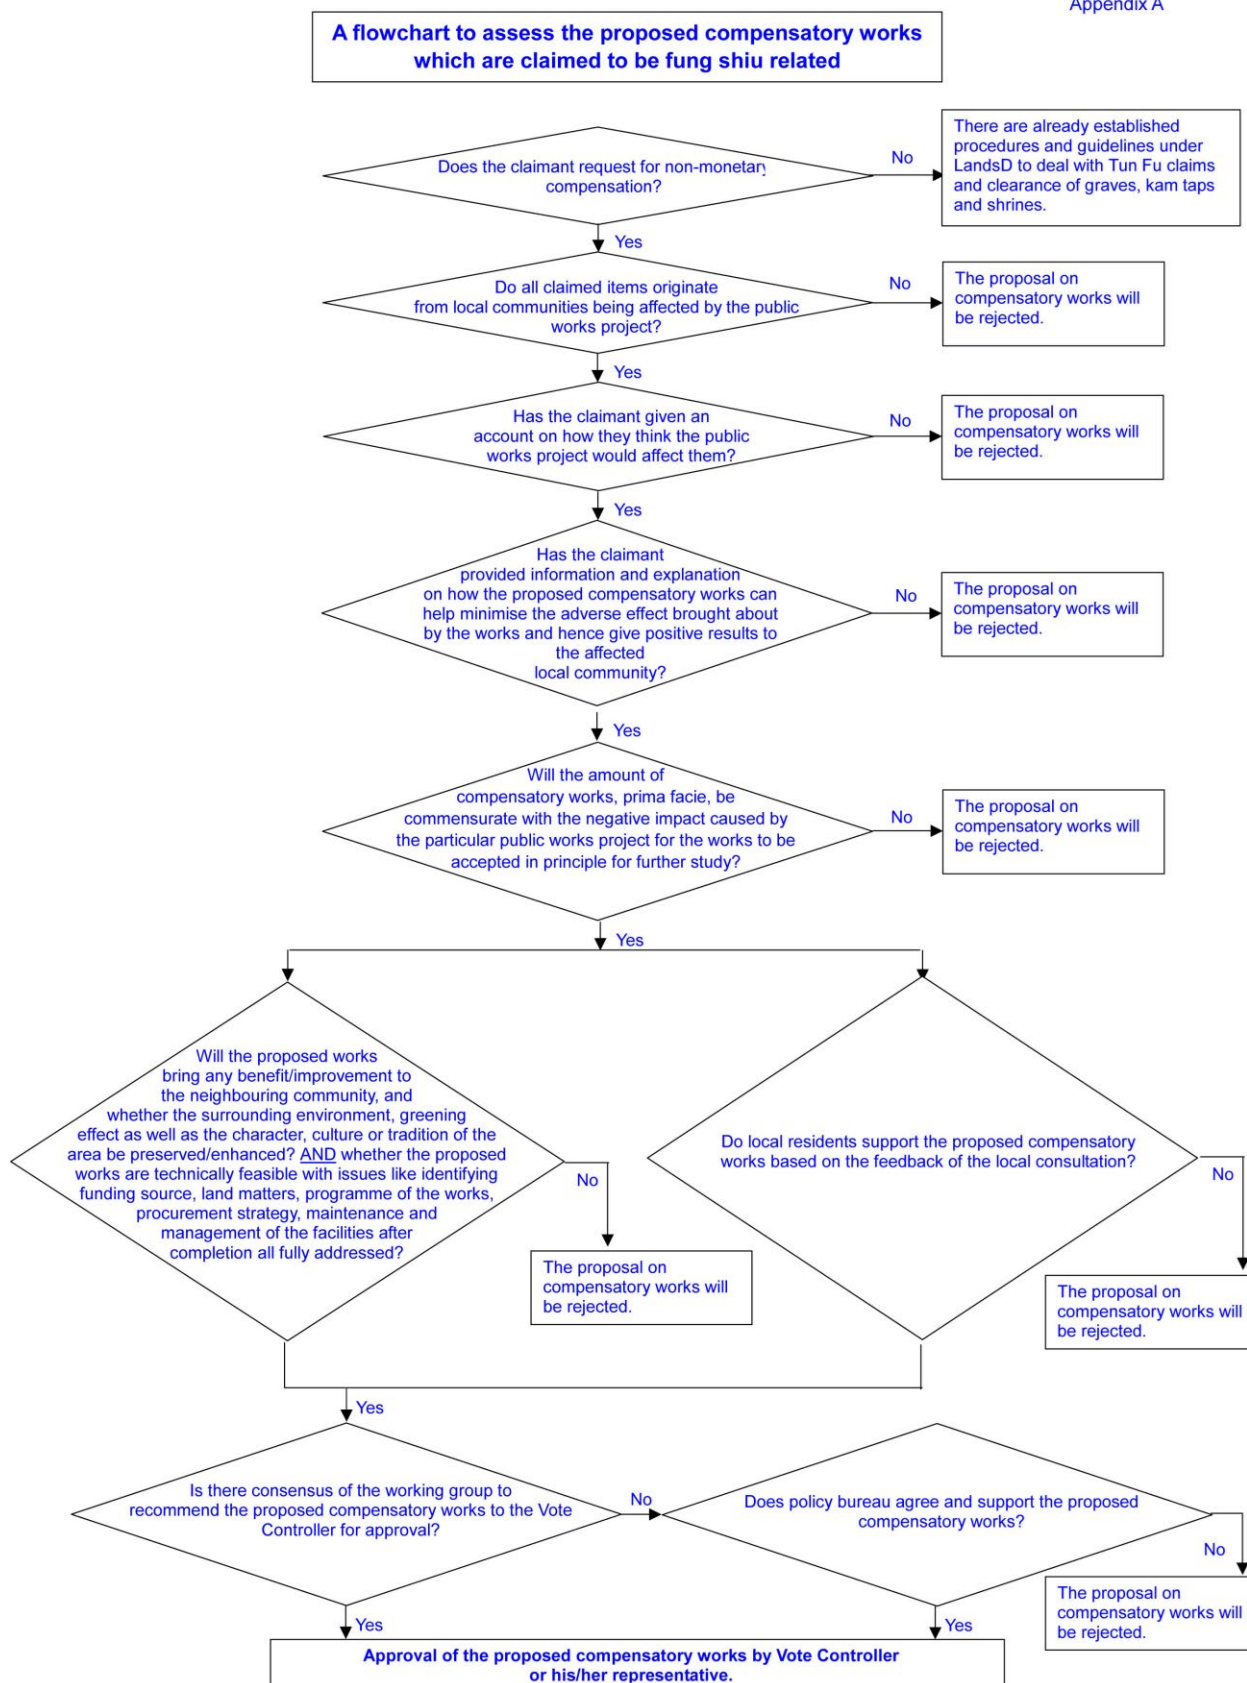 Appendix A
A flowchart to assess the proposed compensatory works
which are claimed to be fung shiu related
Does the claimant request for non-monetary
compensation?
No
There are already established
procedures and guidelines under
LandsD to deal with Tun Fu claims
and clearance of graves, kam taps
and shrines.
Yes
Do all claimed items originate
from local communities being affected by the public
works project?
No
The proposal on
compensatory works will
be rejected.
Yes
Has the claimant given an
account on how they think the public
works project would affect them?
No
The proposal on
compensatory works will
be rejected.
Yes
Has the claimant
provided information and explanation
on how the proposed compensatory works can
help minimise the adverse effect brought about
by the works and hence give positive results to
the affected
local community?
No
The proposal on
compensatory works will
be rejected.
Yes
Will the amount of
compensatory works, prima facie, be
commensurate with the negative impact caused by
the particular public works project for the works to be
accepted in principle for further study?
No
The proposal on
compensatory works will
be rejected.
Yes
Will the proposed works
bring any benefit/improvement to
the neighbouring community, and
whether the surrounding environment, greening
effect as well as the character, culture or tradition of the
area be preserved/enhanced? AND whether the proposed
works are technically feasible with issues like identifying
funding source, land matters, programme of the works,
procurement strategy, maintenance and
management of the facilities after
completion all fully addressed?
No
The proposal on
compensatory works will
be rejected.
Do local residents support the proposed compensatory
works based on the feedback of the local consultation?
No
The proposal on
compensatory works will
be rejected.
Yes
Is there consensus of the working group to
recommend the proposed compensatory works to the Vote
Controller for approval?
No
Does policy bureau agree and support the proposed
compensatory works?
No
The proposal on
compensatory works will
be rejected.
Yes
Yes
Approval of the proposed compensatory works by Vote Controller
or his/her representative.